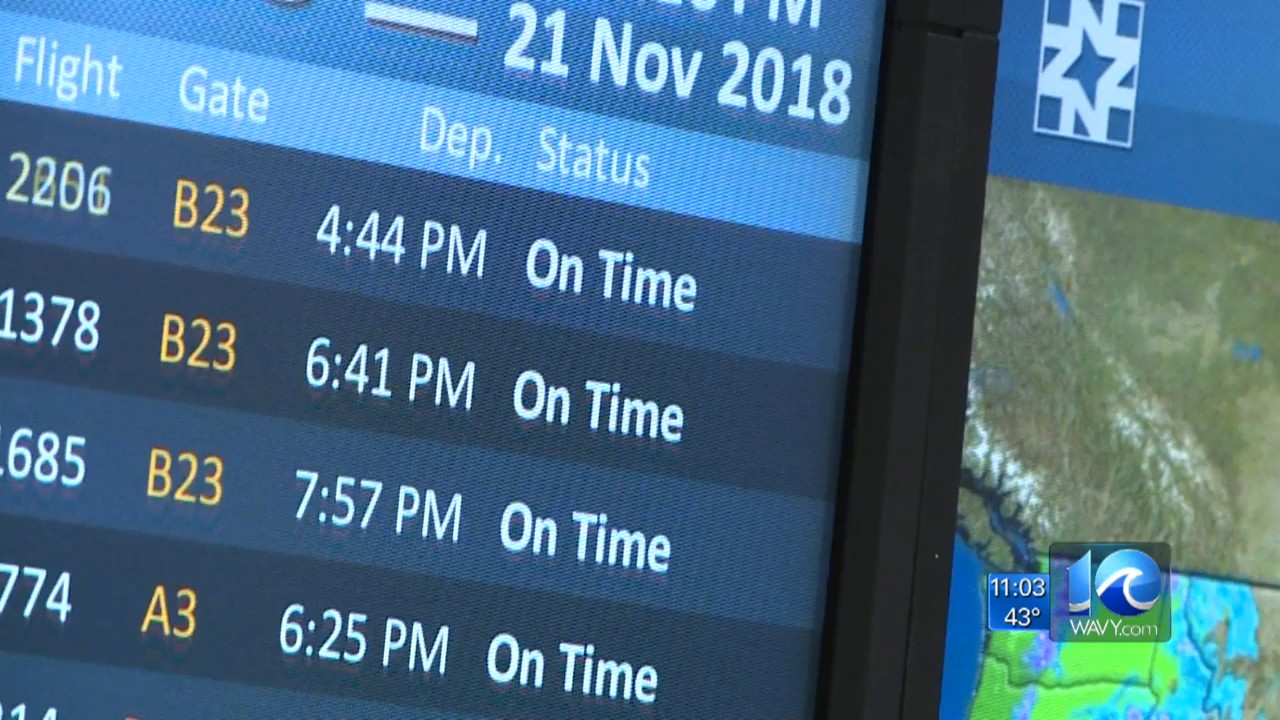 21 Nov 2018
Flight Gate Dep. Status
B23 4:44 PM On Time
1378 B23 6:41 PM On Time
1685 B23 7:57 PM On Time
774 A3 6:25 PM On Time
11:03
43°
10
WAVY.com